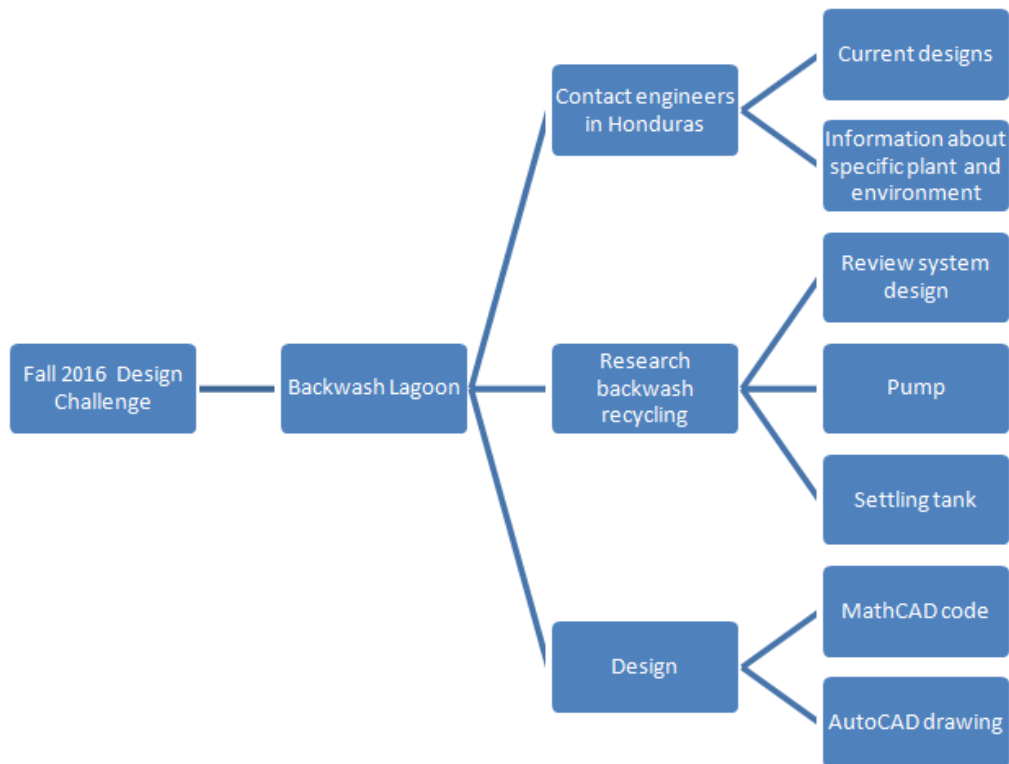 Fall 2016  Design
Challenge
Backwash Lagoon
Contact engineers
in Honduras
Current designs
Information about
specific plant and
environment
Research
backwash
recycling
Review system
design
Pump
Settling tank
Design
MathCAD code
AutoCAD drawing